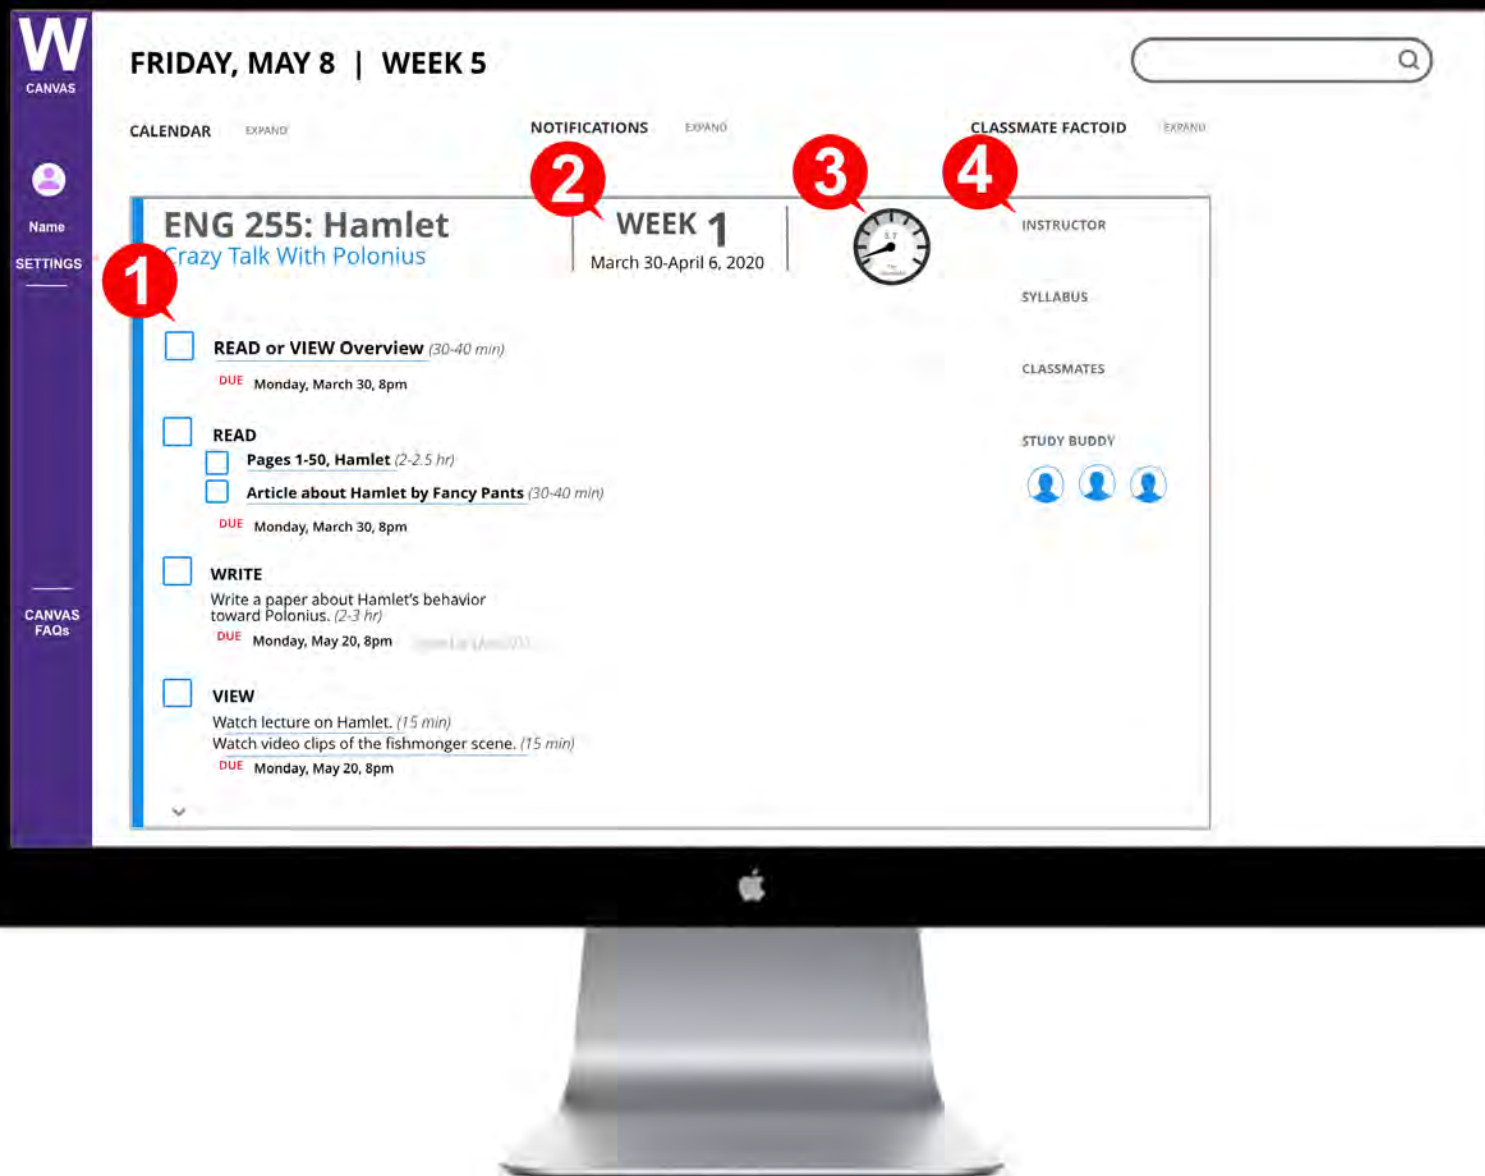 W
CANVAS
Name
SETTINGS
CANVAS
FAQs
FRIDAY, MAY 8 | WEEK 5
CALENDAR EXPAND
NOTIFICATIONS EXPAND
CLASSMATE FACTOID EXPAND
1
2
3
4
ENG 255: Hamlet
Crazy Talk With Polonius
WEEK 1
March 30-April 6, 2020
READ or VIEW Overview (30-40 min)
DUE Monday, March 30, 8pm
READ
Pages 1-50, Hamlet (2-2.5 hr)
Article about Hamlet by Fancy Pants (30-40 min)
DUE Monday, March 30, 8pm
WRITE
Write a paper about Hamlet's behavior
toward Polonius. (2-3 hr)
DUE Monday, May 20, 8pm
VIEW
Watch lecture on Hamlet. (15 min)
Watch video clips of the fishmonger scene. (15 min)
DUE Monday, May 20, 8pm
INSTRUCTOR
SYLLABUS
CLASSMATES
STUDY BUDDY